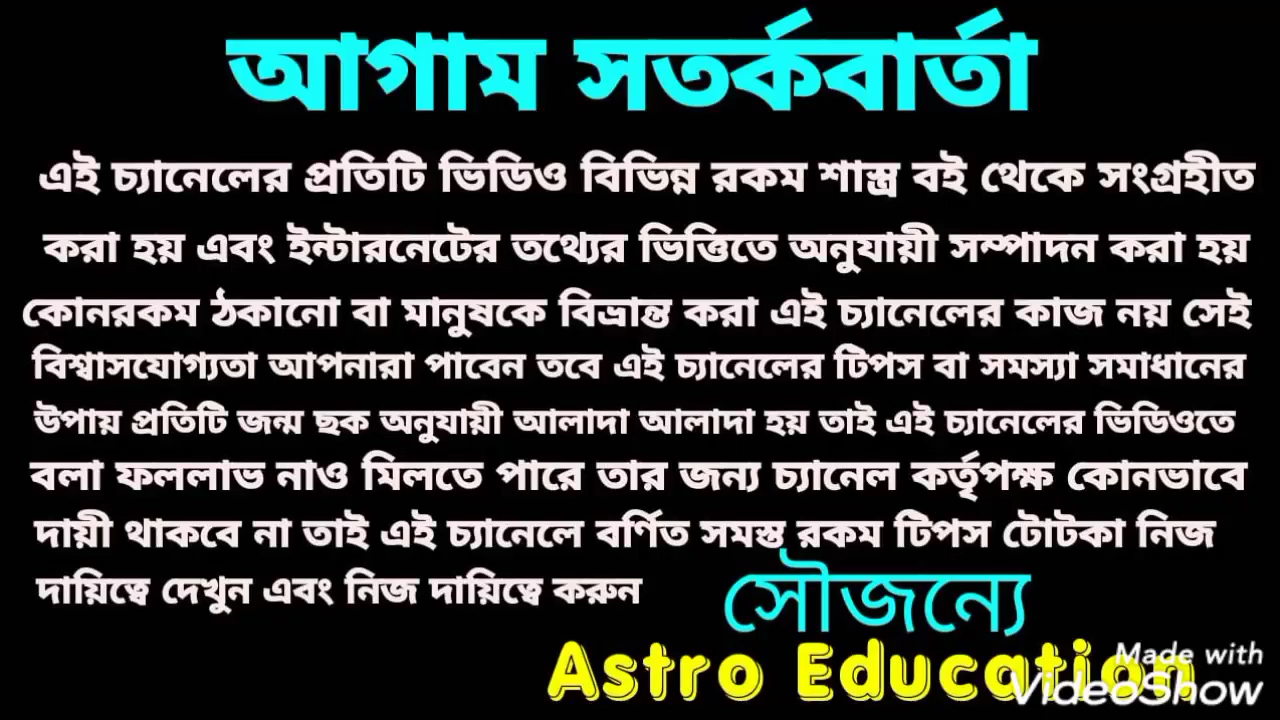 আগাম সতর্কবার্তা
এই চ্যানেলের প্রতিটি ভিডিও বিভিন্ন রকম শাস্ত্র বই থেকে সংগ্রহীত
করা হয় এবং ইন্টারনেটের তথ্যের ভিত্তিতে অনুযায়ী সম্পাদন করা হয়
কোনরকম ঠকানো বা মানুষকে বিভ্রান্ত করা এই চ্যানেলের কাজ নয় সেই
বিশ্বাসযোগ্যতা আপনারা পাবেন তবে এই চ্যানেলের টিপস বা সমস্যা সমাধানের
উপায় প্রতিটি জন্ম ছক অনুযায়ী আলাদা আলাদা হয় তাই এই চ্যানেলের ভিডিওতে
বলা ফললাভ নাও মিলতে পারে তার জন্য চ্যানেল কর্তৃপক্ষ কোনভাবে
দায়ী থাকবে না তাই এই চ্যানেলে বর্ণিত সমস্ত রকম টিপস টোটকা নিজ
দায়িত্বে দেখুন এবং নিজ দায়িত্বে করুন
সৌজন্যে
Astro Education
Made with
VideoShow